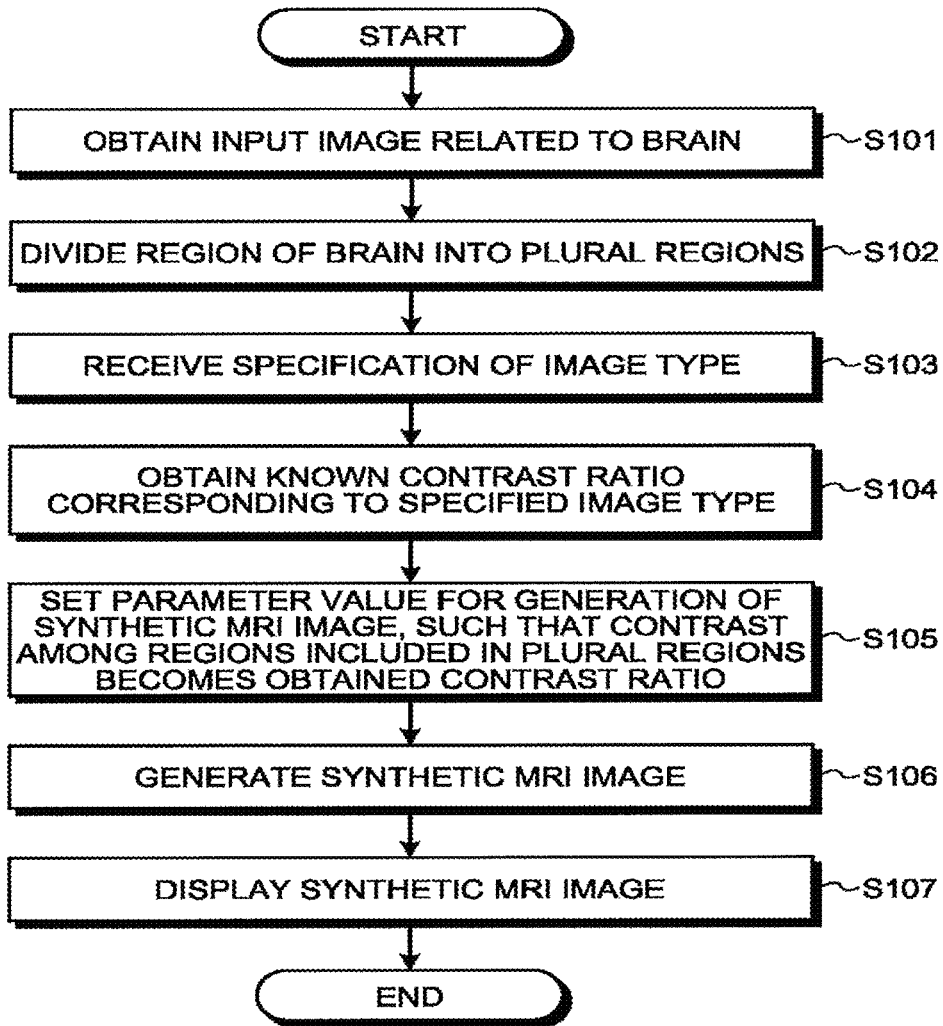 START
OBTAIN INPUT IMAGE RELATED TO BRAIN
S101
DIVIDE REGION OF BRAIN INTO PLURAL REGIONS
S102
RECEIVE SPECIFICATION OF IMAGE TYPE
S103
OBTAIN KNOWN CONTRAST RATIO
CORRESPONDING TO SPECIFIED IMAGE TYPE
S104
SET PARAMETER VALUE FOR GENERATION OF
SYNTHETIC MRI IMAGE, SUCH THAT CONTRAST
AMONG REGIONS INCLUDED IN PLURAL REGIONS
BECOMES OBTAINED CONTRAST RATIO
S105
GENERATE SYNTHETIC MRI IMAGE
S106
DISPLAY SYNTHETIC MRI IMAGE
S107
END